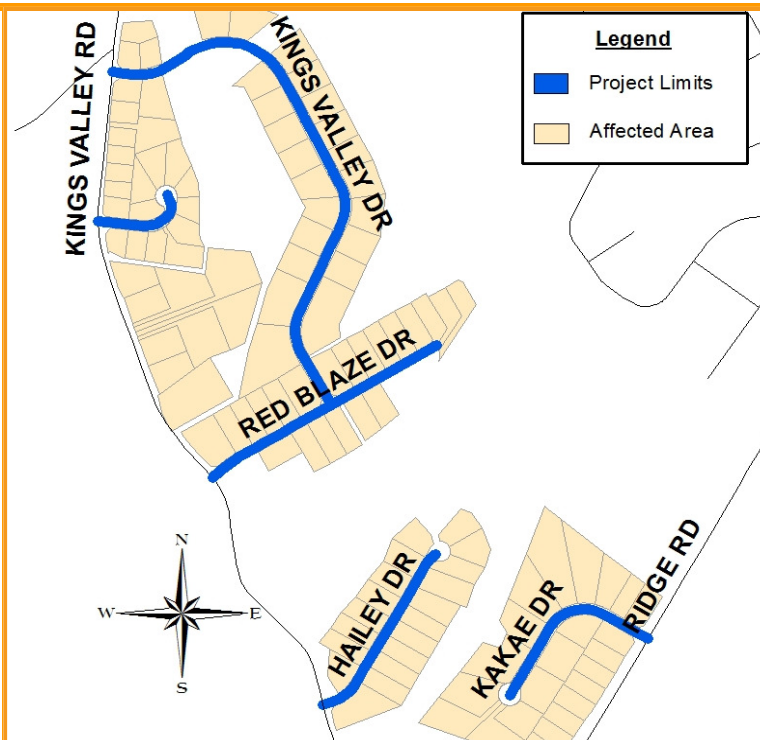 Legend
Project Limits
Affected Area
KINGS VALLEY RD
KINGS VALLEY DR
RED BLAZE DR
HAILEY DR
KAKAE DR
RIDGE RD
N
W
E
S